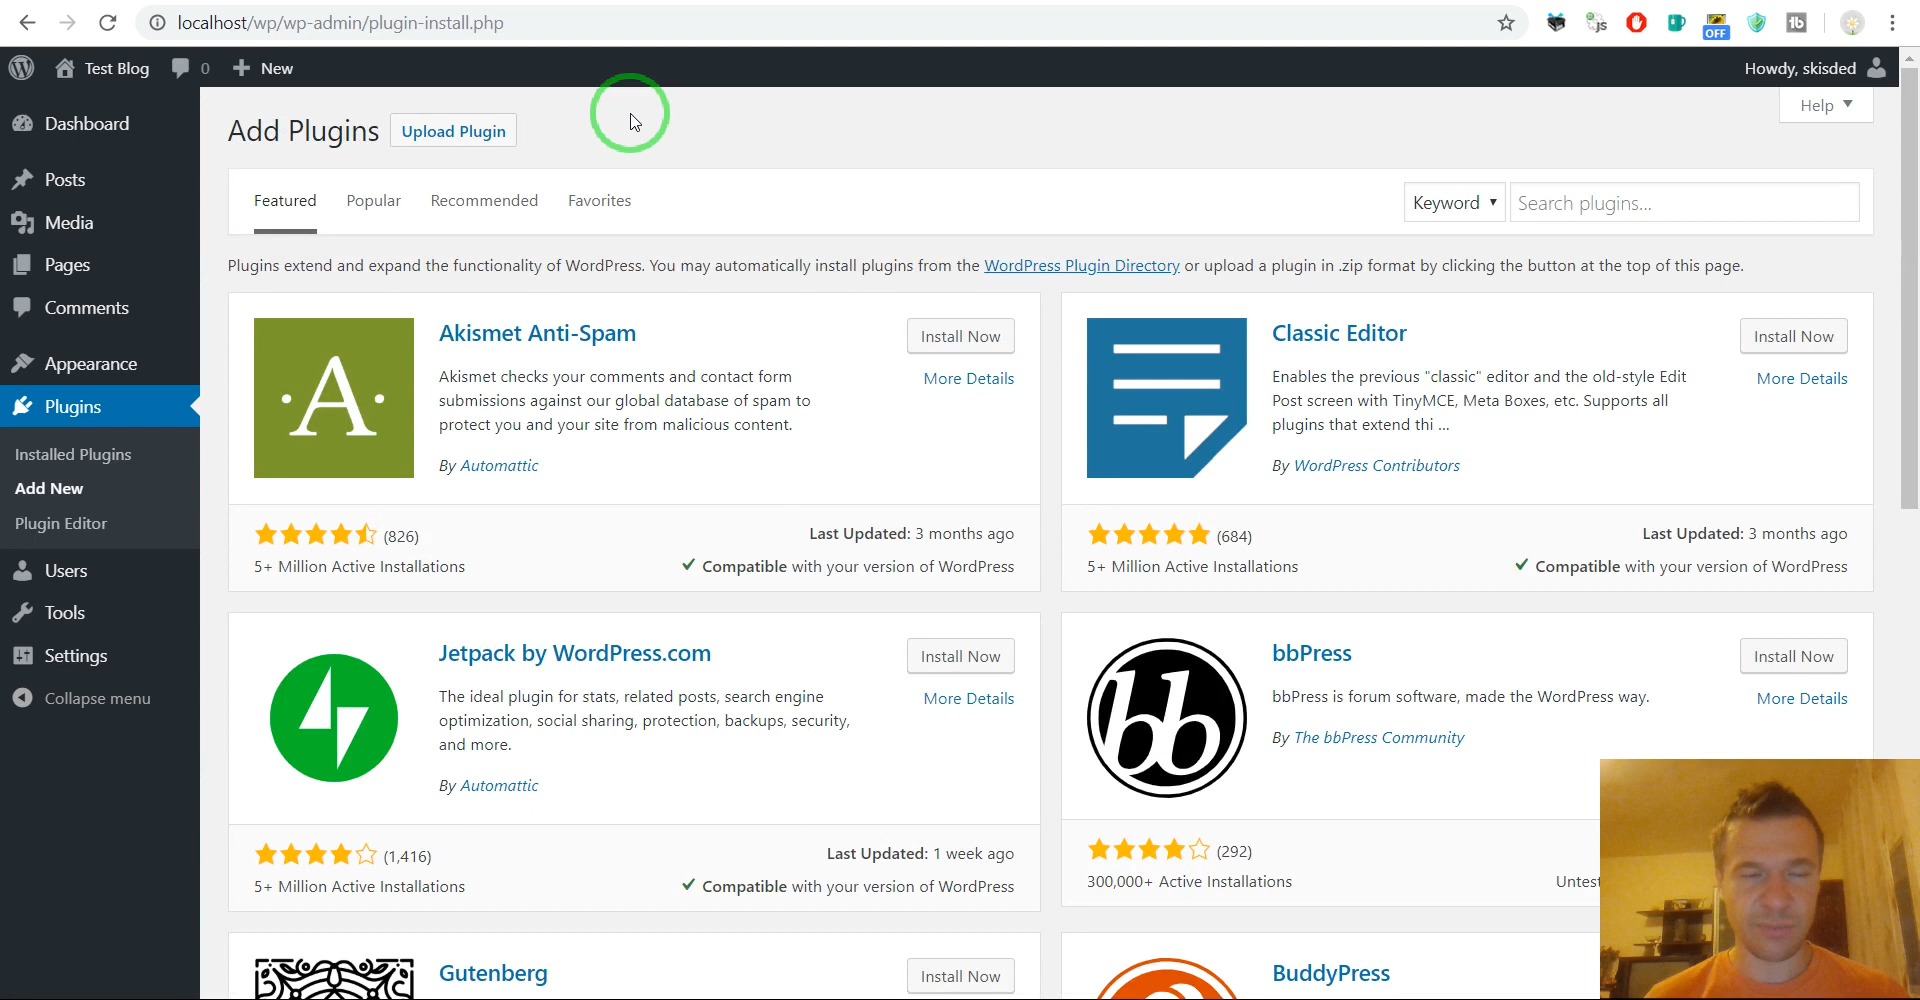 localhost/wp/wp-admin/plugin-install.php
JS
OFF
tb
Test Blog
0
New
Howdy, skisded
Help
Dashboard
Posts
Media
Pages
Comments
Appearance
Plugins
Installed Plugins
Add New
Plugin Editor
Users
Tools
Settings
Collapse menu
Add Plugins
Upload Plugin
Featured
Popular
Recommended
Favorites
Keyword
Search plugins...
Plugins extend and expand the functionality of WordPress. You may automatically install plugins from the WordPress Plugin Directory or upload a plugin in .zip format by clicking the button at the top of this page.
A
Akismet Anti-Spam
Install Now
More Details
Akismet checks your comments and contact form
submissions against our global database of spam to
protect you and your site from malicious content.
By Automattic
(826)
5+ Million Active Installations
Last Updated: 3 months ago
Compatible with your version of WordPress
Classic Editor
Install Now
More Details
Enables the previous "classic" editor and the old-style Edit
Post screen with TinyMCE, Meta Boxes, etc. Supports all
plugins that extend thi ...
By WordPress Contributors
(684)
5+ Million Active Installations
Last Updated: 3 months ago
Compatible with your version of WordPress
Jetpack by WordPress.com
Install Now
More Details
The ideal plugin for stats, related posts, search engine
optimization, social sharing, protection, backups, security,
and more.
By Automattic
(1,416)
5+ Million Active Installations
Last Updated: 1 week ago
Compatible with your version of WordPress
bb
bbPress
Install Now
More Details
bbPress is forum software, made the WordPress way.
By The bbPress Community
(292)
300,000+ Active Installations
Untest
Gutenberg
Install Now
BuddyPress